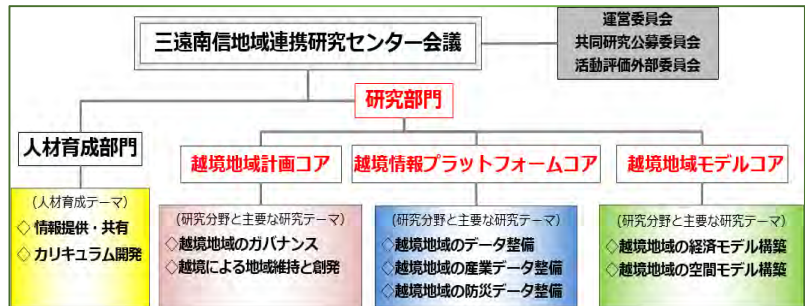 三遠南信地域連携研究センター会議
運営委員会
共同研究公募委員会
活動評価外部委員会
研究部門
人材育成部門
越境地域計画コア
越境情報プラットフォームコア
越境地域モデルコア
(人材育成テーマ)
◇情報提供・共有
◇カリキュラム開発
(研究分野と主要な研究テーマ)
◇越境地域のガバナンス
◇越境による地域維持と創発
(研究分野と主要な研究テーマ)
◇越境地域のデータ整備
◇越境地域の産業データ整備
◇越境地域の防災データ整備
(研究分野と主要な研究テーマ)
◇越境地域の経済モデル構築
◇越境地域の空間モデル構築